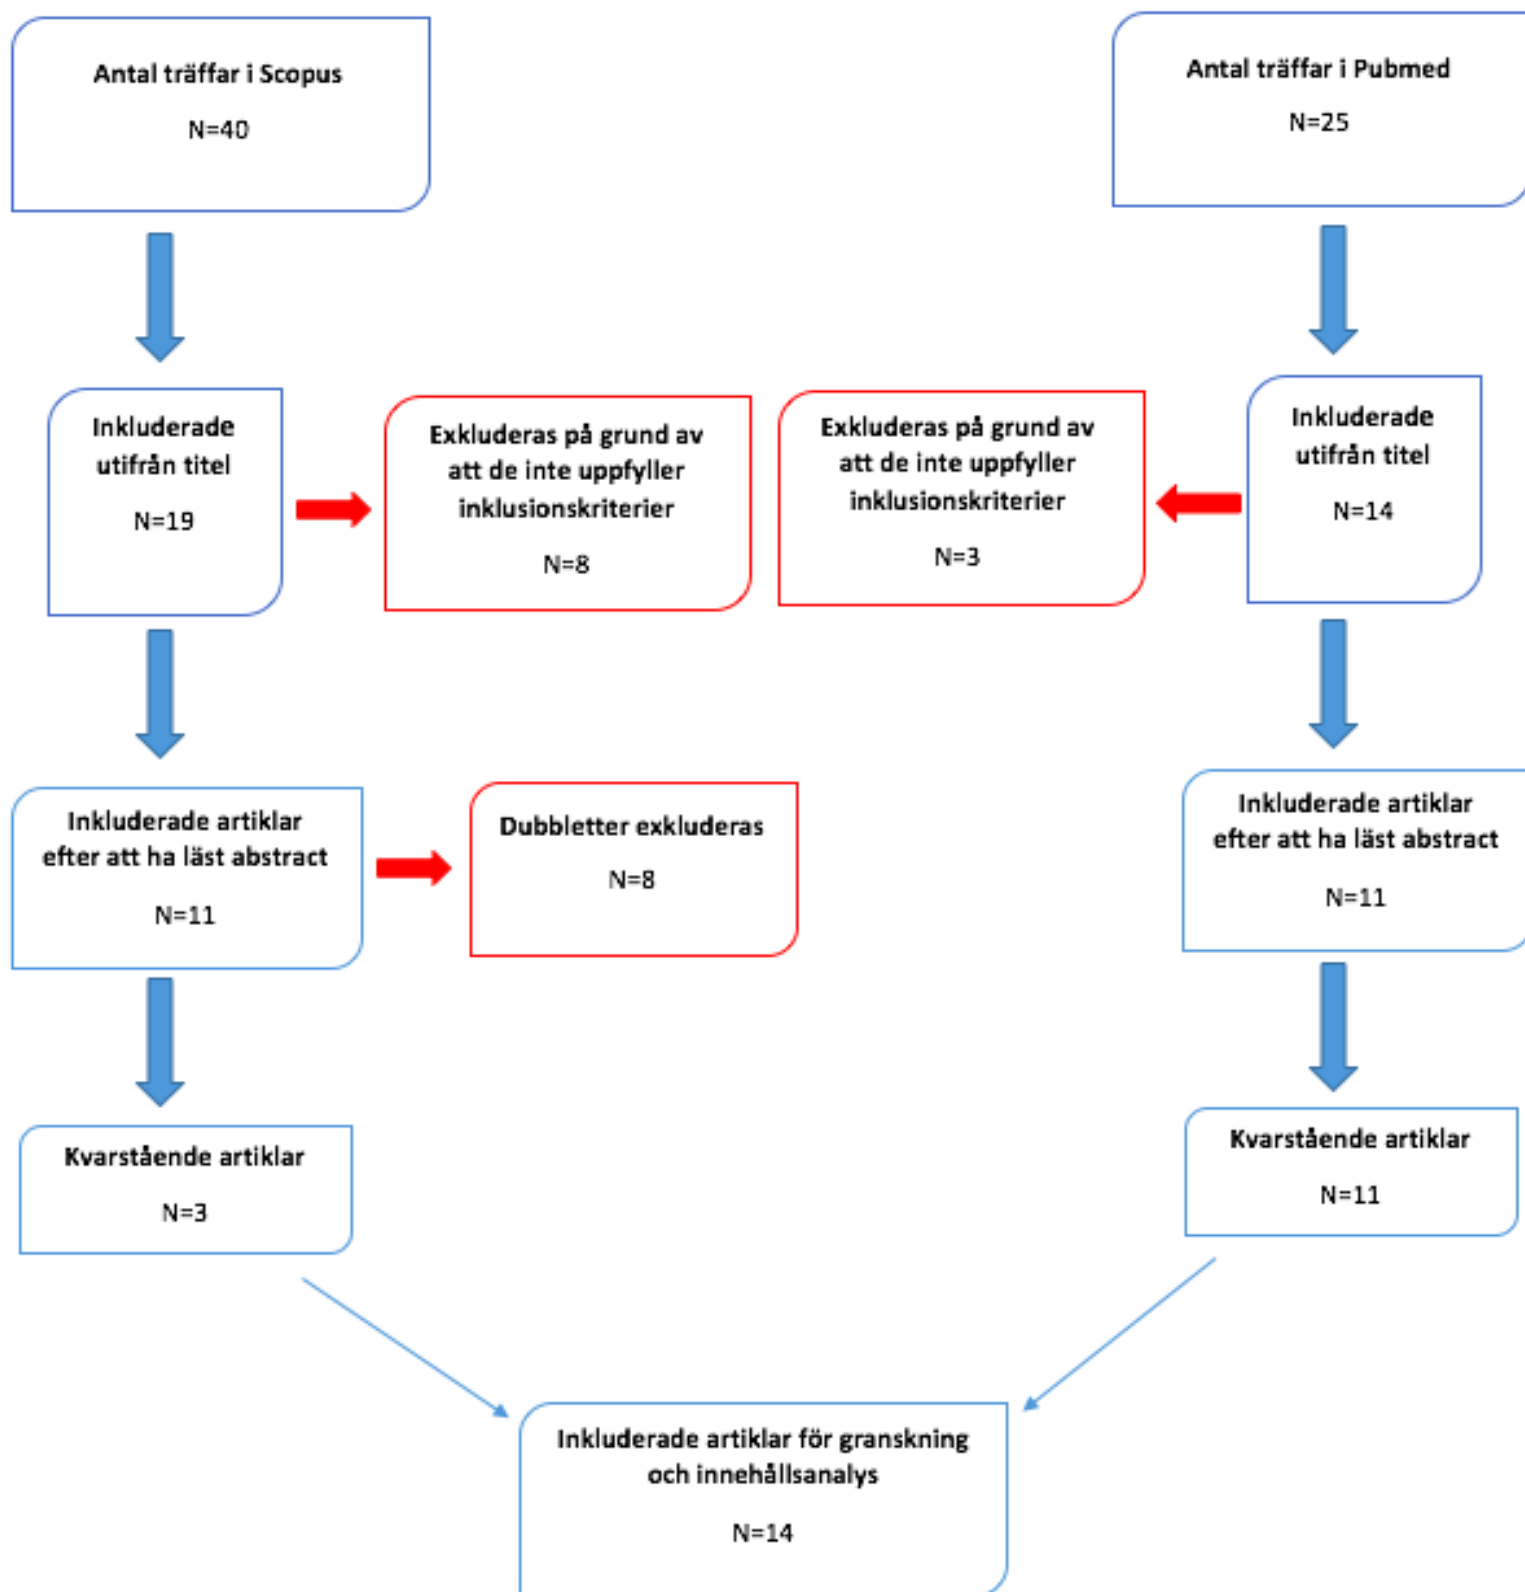 Antal träffar i Scopus
N=40
Antal träffar i Pubmed
N=25
Inkluderade
utifrån titel
N=19
Exkluderas på grund av
att de inte uppfyller
inklusionskriterier
N=8
Exkluderas på grund av
att de inte uppfyller
inklusionskriterier
N=3
Inkluderade
utifrån titel
N=14
Inkluderade artiklar
efter att ha läst abstract
N=11
Dubbletter exkluderas
N=8
Inkluderade artiklar
efter att ha läst abstract
N=11
Kvarstående artiklar
N=3
Kvarstående artiklar
N=11
Inkluderade artiklar för granskning
och innehållsanalys
N=14